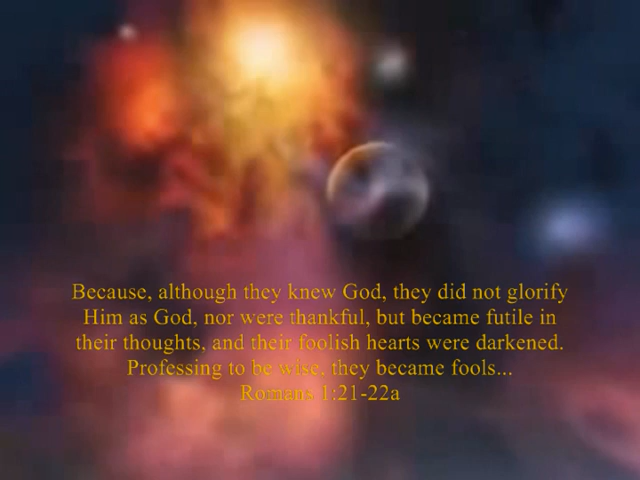 Because, although they knew God, they did not glorify
Him as God, nor were thankful, but became futile in
their thoughts, and their foolish hearts were darkened.
Professing to be wise, they became fools...
Romans 1:21-22a